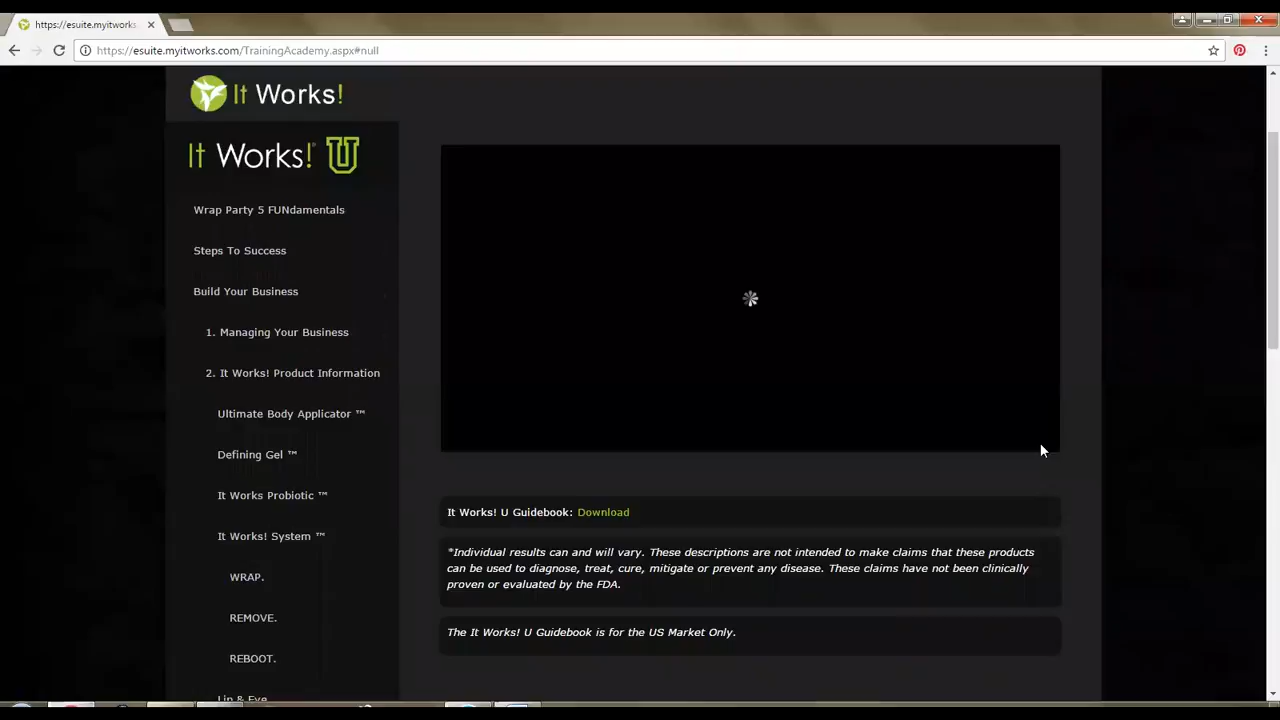 https://esuite.myitworks
https://esuite.myitworks.com/TrainingAcademy.aspx#null
It Works!
It Works! U
Wrap Party 5 FUNdamentals
Steps To Success
Build Your Business
1. Managing Your Business
2. It Works! Product Information
Ultimate Body Applicator ™
Defining Gel ™
It Works Probiotic ™
It Works! System ™
WRAP.
REMOVE.
REBOOT.
Lip & Eye
It Works! U Guidebook: Download
*Individual results can and will vary. These descriptions are not intended to make claims that these products
can be used to diagnose, treat, cure, mitigate or prevent any disease. These claims have not been clinically
proven or evaluated by the FDA.
The It Works! U Guidebook is for the US Market Only.